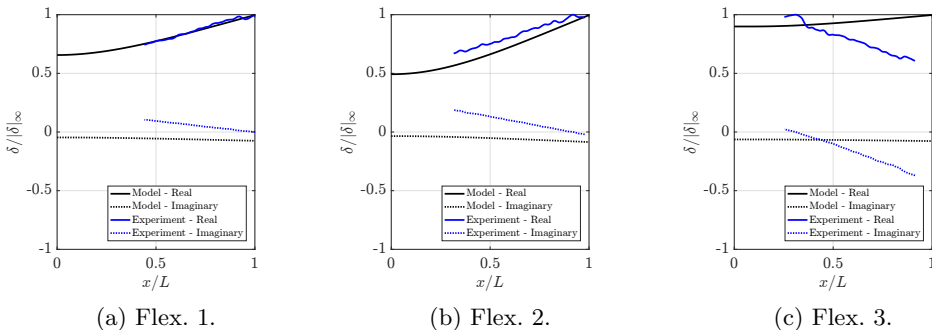 1
0.5
0
-0.5
-1
δ/|δ|∞
Model - Real
Model - Imaginary
Experiment - Real
Experiment - Imaginary
0
0.5
1
x/L
(a) Flex. 1.
1
0.5
0
-0.5
-1
δ/|δ|∞
Model - Real
Model - Imaginary
Experiment - Real
Experiment - Imaginary
0
0.5
1
x/L
(b) Flex. 2.
1
0.5
0
-0.5
-1
δ/|δ|∞
Model - Real
Model - Imaginary
Experiment - Real
Experiment - Imaginary
0
0.5
1
x/L
(c) Flex. 3.